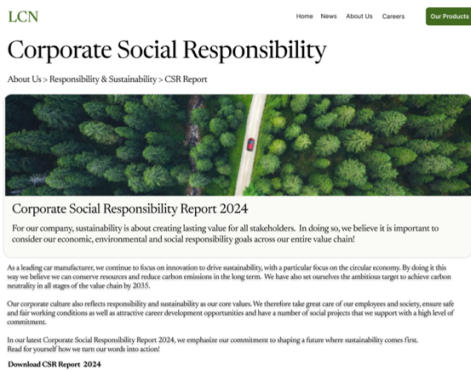 LCN
Home News About Us Careers Our Products
Corporate Social Responsibility
About Us > Responsibility & Sustainability > CSR Report
Corporate Social Responsibility Report 2024
For our company, sustainability is about creating lasting value for all stakeholders. In doing so, we believe it is important to
consider our economic, environmental and social responsibility goals across our entire value chain!
As a leading car manufacturer, we continue to focus on innovation to drive sustainability, with a particular focus on the circular economy. By doing it this
way we believe we can conserve resources and reduce carbon emissions in the long term. We have also set ourselves the ambitious target to achieve carbon
neutrality in all stages of the value chain by 2035.
Our corporate culture also reflects responsibility and sustainability as our core values. We therefore take great care of our employees and society, ensure safe
and fair working conditions as well as attractive career development opportunities and have a number of social projects that we support with a high level of
commitment.
In our latest Corporate Social Responsibility Report 2024, we emphasize our commitment to shaping a future where sustainability comes first.
Read for yourself how we turn our words into action!
Download CSR Report 2024